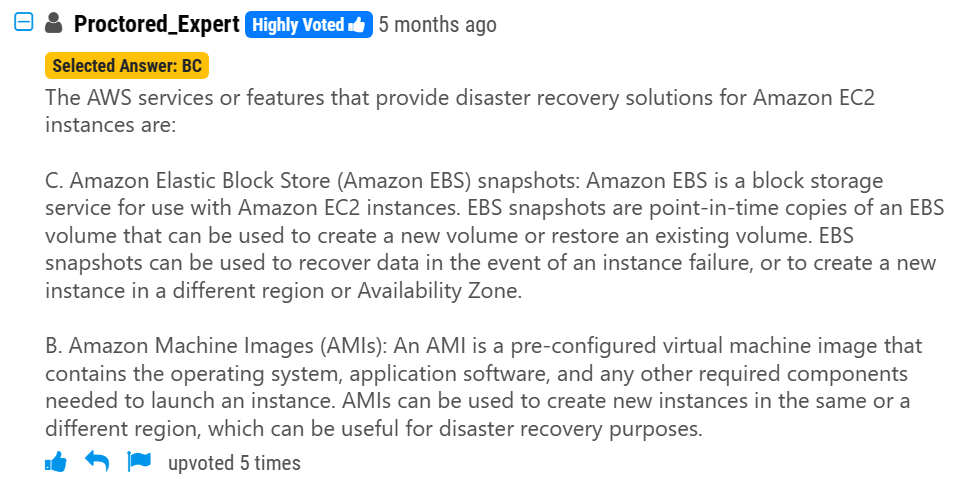 Proctored_Expert Highly Voted 5 months ago
Selected Answer: BC
The AWS services or features that provide disaster recovery solutions for Amazon EC2
instances are:
C. Amazon Elastic Block Store (Amazon EBS) snapshots: Amazon EBS is a block storage
service for use with Amazon EC2 instances. EBS snapshots are point-in-time copies of an EBS
volume that can be used to create a new volume or restore an existing volume. EBS
snapshots can be used to recover data in the event of an instance failure, or to create a new
instance in a different region or Availability Zone.
B. Amazon Machine Images (AMIs): An AMI is a pre-configured virtual machine image that
contains the operating system, application software, and any other required components
needed to launch an instance. AMIs can be used to create new instances in the same or a
different region, which can be useful for disaster recovery purposes.
upvoted 5 times